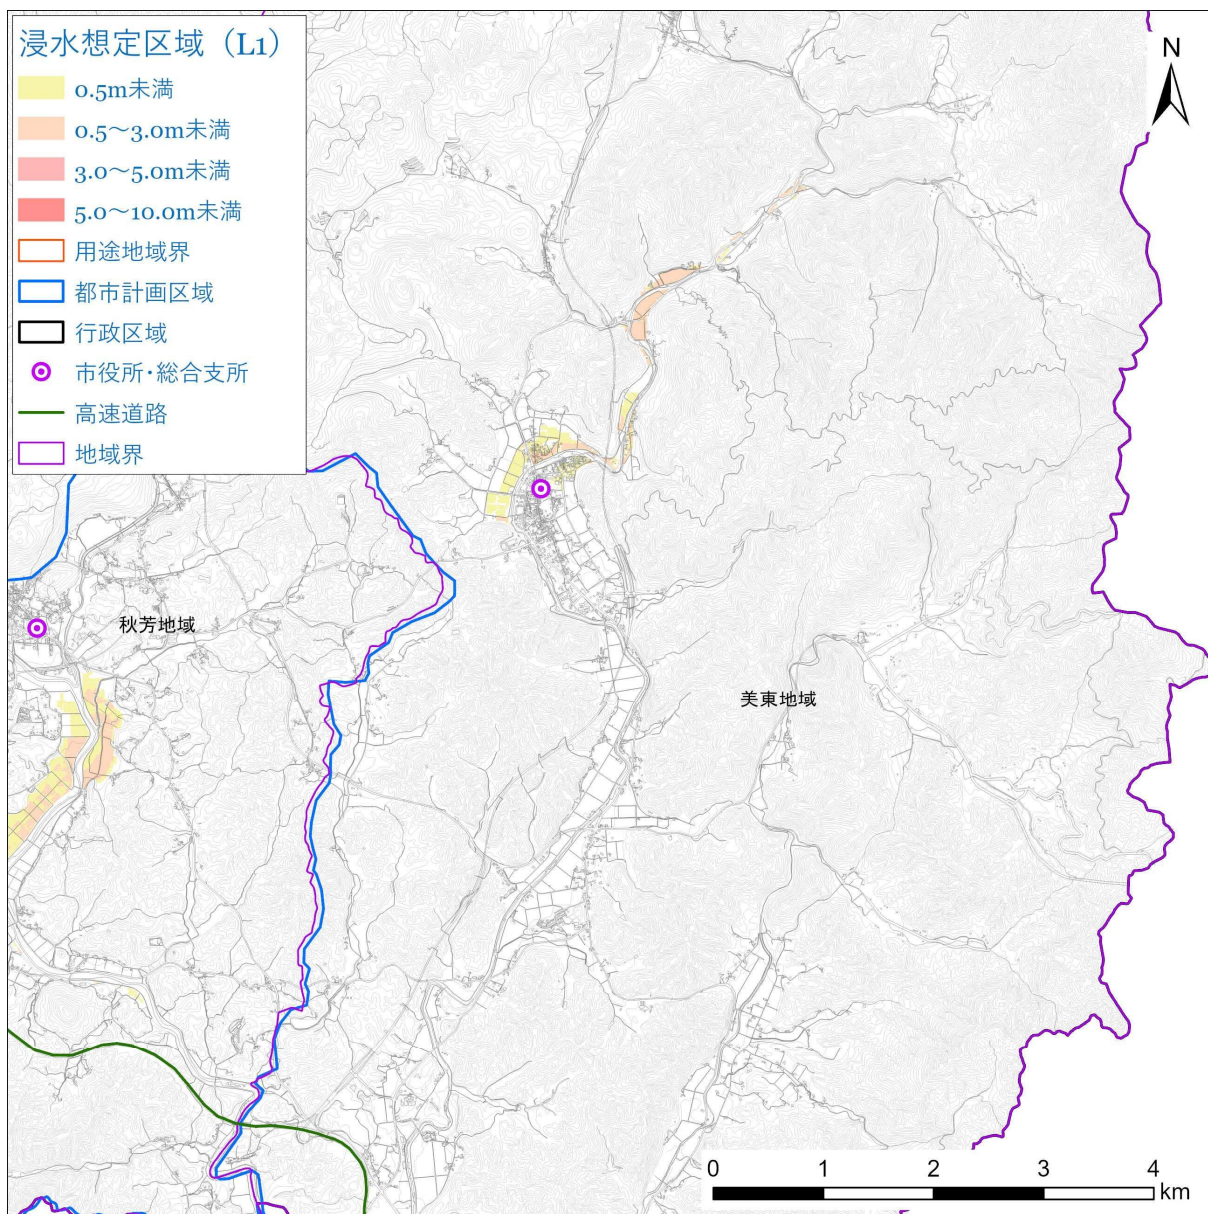 浸水想定区域（L1）
0.5m未満
0.5～3.0m未満
3.0～5.0m未満
5.0～10.0m未満
用途地域界
都市計画区域
行政区域
市役所・総合支所
高速道路
地域界
N
秋芳地域
美東地域
0 1 2 3 4
km